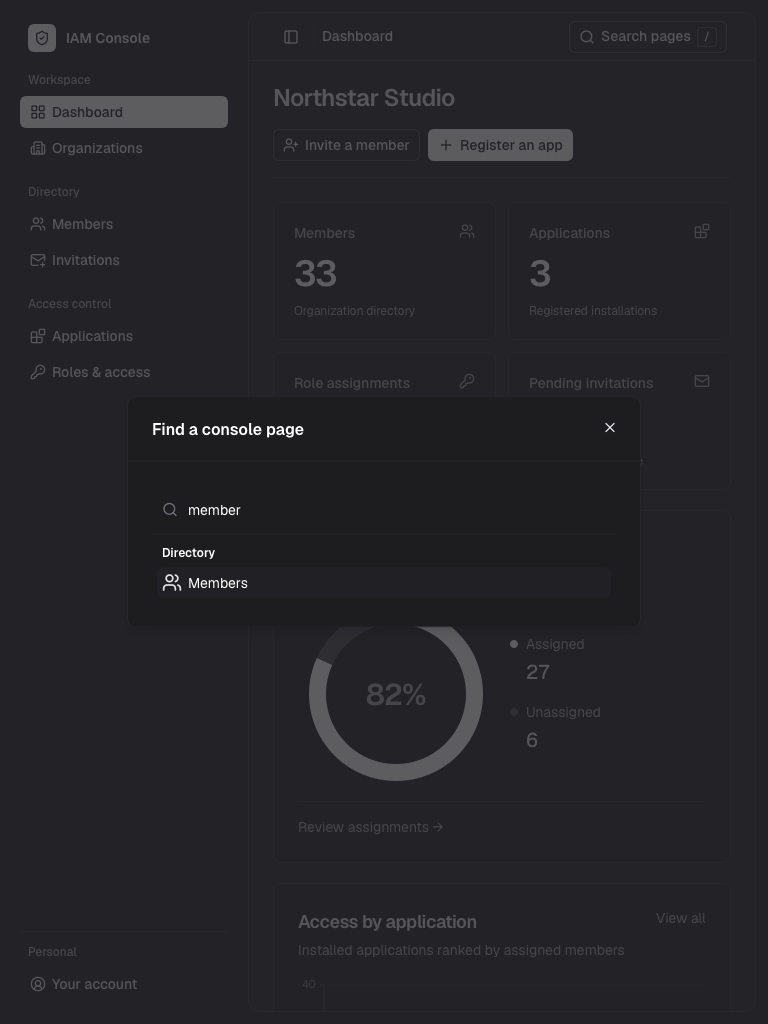 IAM Console
Workspace
Dashboard
Organizations
Directory
Members
Invitations
Access control
Applications
Roles & access
Personal
Your account
Dashboard
Search pages /
Northstar Studio
Invite a member
Register an app
Members
33
Organization directory
Applications
3
Registered installations
Role assignments
Pending invitations
Find a console page
member
Directory
Members
82%
Assigned
27
Unassigned
6
Review assignments →
Access by application
View all
Installed applications ranked by assigned members
40